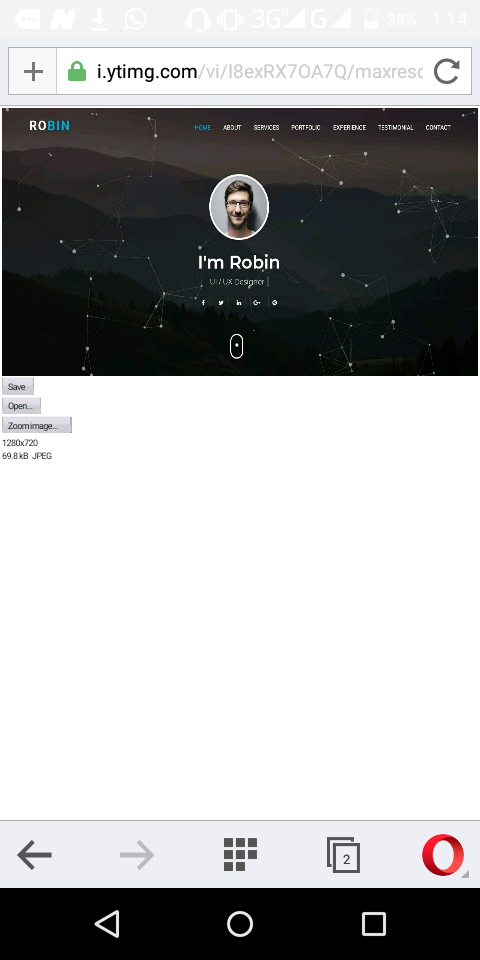 3G H G 38% 1:14
i.ytimg.com/vi/I8exRX7OA7Q/maxresc
ROBIN
HOME ABOUT SERVICES PORTFOLIO EXPERIENCE TESTIMONIAL CONTACT
I'm Robin
UI / UX Designer |
f in G+
Save
Open...
Zoom image...
1280x720
69.8 kB JPEG
2